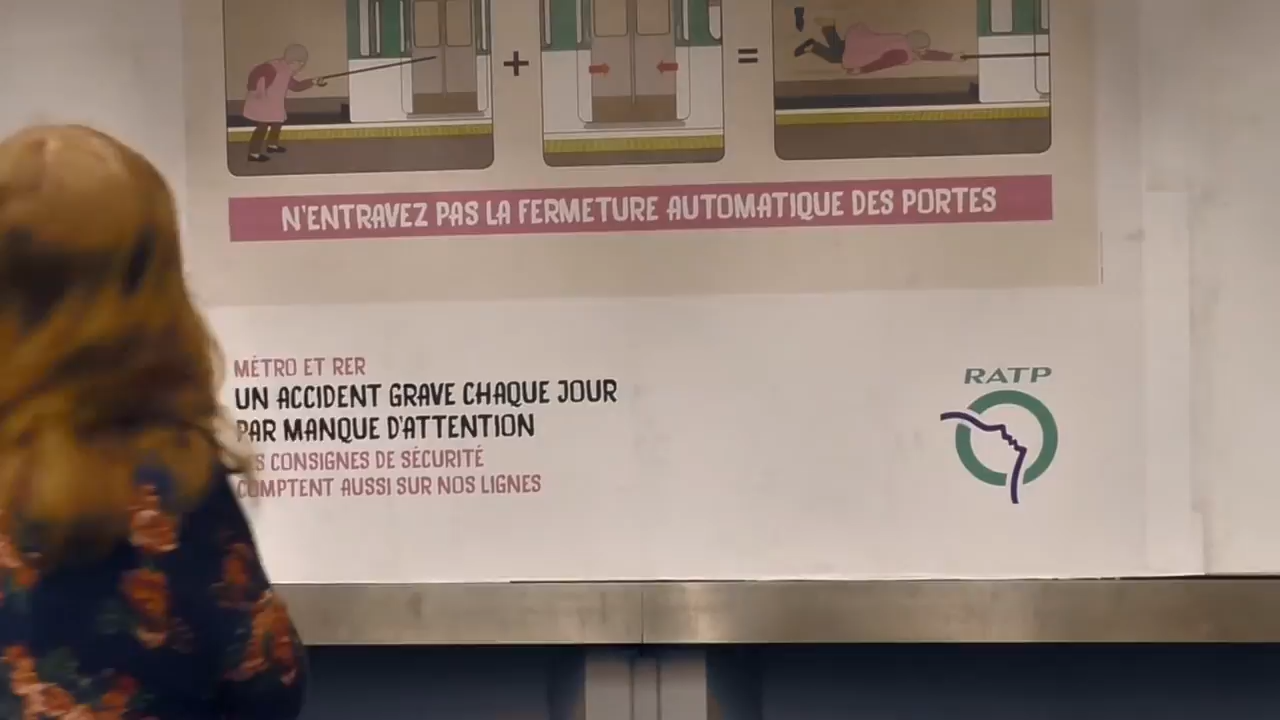 +
=
N'ENTRAVEZ PAS LA FERMETURE AUTOMATIQUE DES PORTES
MÉTRO ET RER
UN ACCIDENT GRAVE CHAQUE JOUR
PAR MANQUE D'ATTENTION
CONSIGNES DE SÉCURITÉ
COMPTENT AUSSI SUR NOS LIGNES
RATP